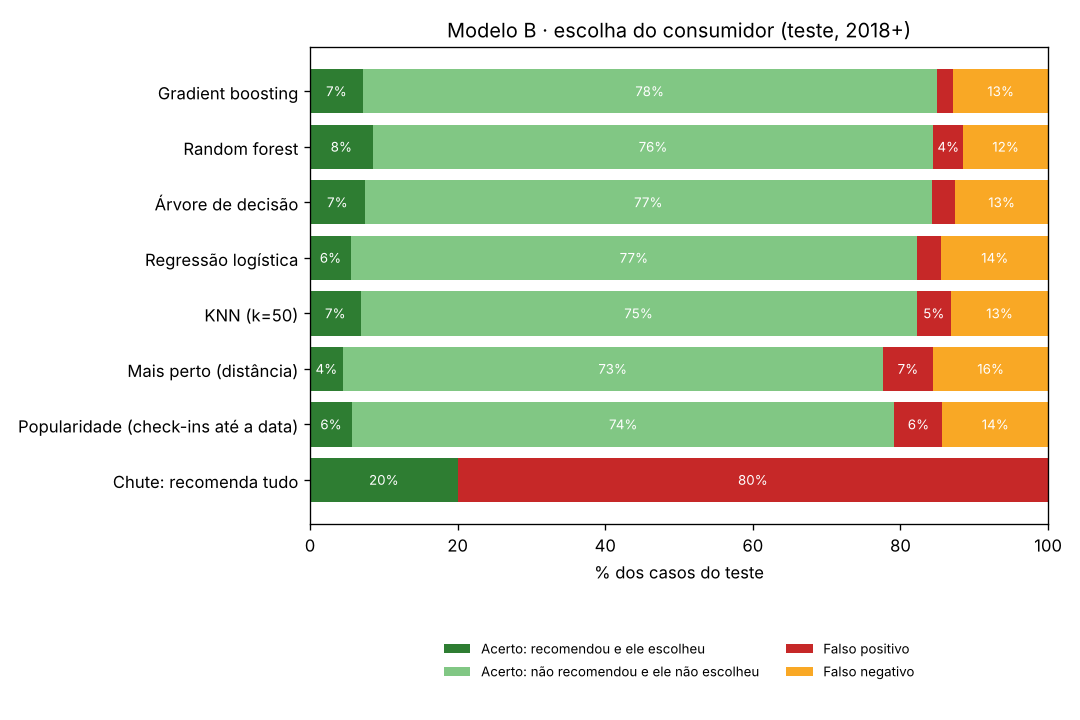 Modelo B · escolha do consumidor (teste, 2018+)
Gradient boosting 7% 78% 13%
Random forest 8% 76% 4% 12%
Árvore de decisão 7% 77% 13%
Regressão logística 6% 77% 14%
KNN (k=50) 7% 75% 5% 13%
Mais perto (distância) 4% 73% 7% 16%
Popularidade (check-ins até a data) 6% 74% 6% 14%
Chute: recomenda tudo 20% 80%
0 20 40 60 80 100
% dos casos do teste
Acerto: recomendou e ele escolheu Falso positivo
Acerto: não recomendou e ele não escolheu Falso negativo